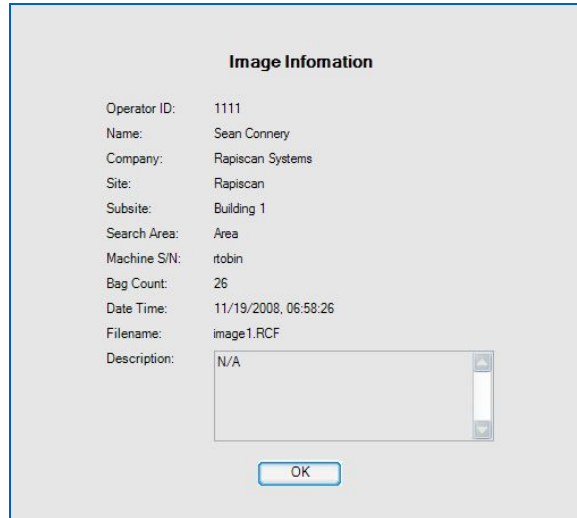 Image Infomation
Operator ID: 1111
Name: Sean Connery
Company: Rapiscan Systems
Site: Rapiscan
Subsite: Building 1
Search Area: Area
Machine S/N: rtobin
Bag Count: 26
Date Time: 11/19/2008, 06:58:26
Filename: image1.RCF
Description: N/A
OK